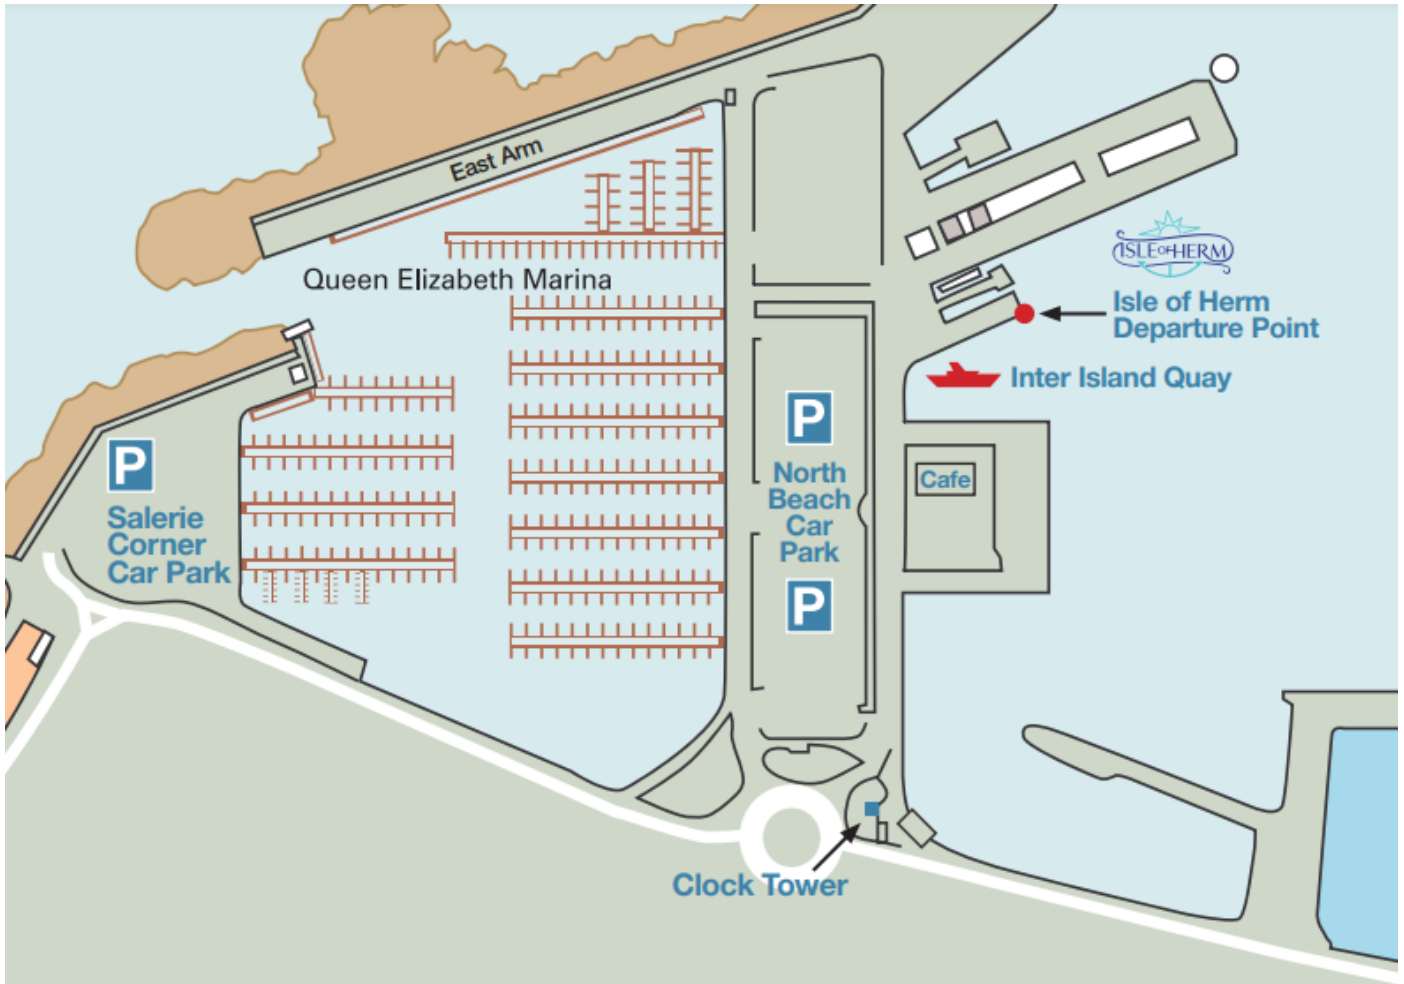 East Arm
Queen Elizabeth Marina
ISLE OF HERM
Isle of Herm
Departure Point
Inter Island Quay
P
P
North
Beach
Car
Park
Cafe
Salerie
Corner
Car Park
P
Clock Tower